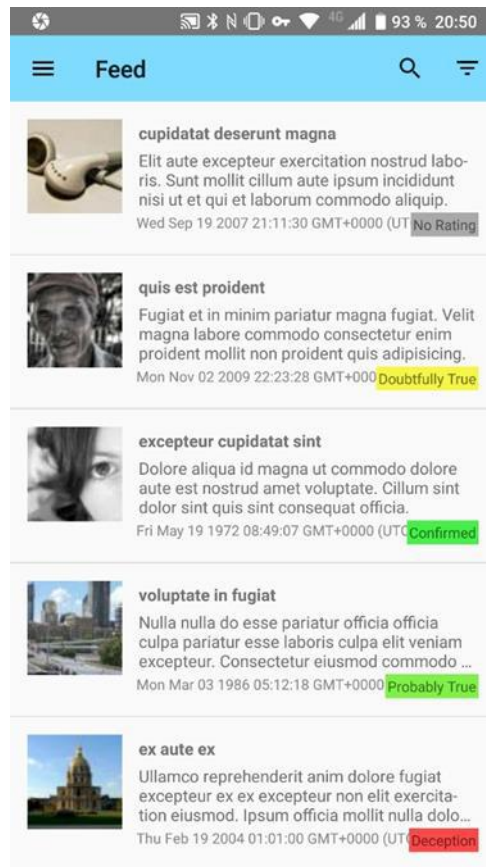 4G 93 % 20:50
Feed
cupidatat deserunt magna
Elit aute excepteur exercitation nostrud labo-
ris. Sunt mollit cillum aute ipsum incididunt
nisi ut et qui et laborum commodo aliquip.
Wed Sep 19 2007 21:11:30 GMT+0000 (UT No Rating
quis est proident
Fugiat et in minim pariatur magna fugiat. Velit
magna labore commodo consectetur enim
proident mollit non proident quis adipisicing.
Mon Nov 02 2009 22:23:28 GMT+000 Doubtfully True
excepteur cupidatat sint
Dolore aliqua id magna ut commodo dolore
aute est nostrud amet voluptate. Cillum sint
dolor sint quis sint consequat officia.
Fri May 19 1972 08:49:07 GMT+0000 (UTC Confirmed
voluptate in fugiat
Nulla nulla do esse pariatur officia officia
culpa pariatur esse laboris culpa elit veniam
excepteur. Consectetur eiusmod commodo ...
Mon Mar 03 1986 05:12:18 GMT+0000 Probably True
ex aute ex
Ullamco reprehenderit anim dolore fugiat
excepteur ex ex excepteur non elit exercita-
tion eiusmod. Ipsum officia mollit nulla dolo...
Thu Feb 19 2004 01:01:00 GMT+0000 (UT Deception